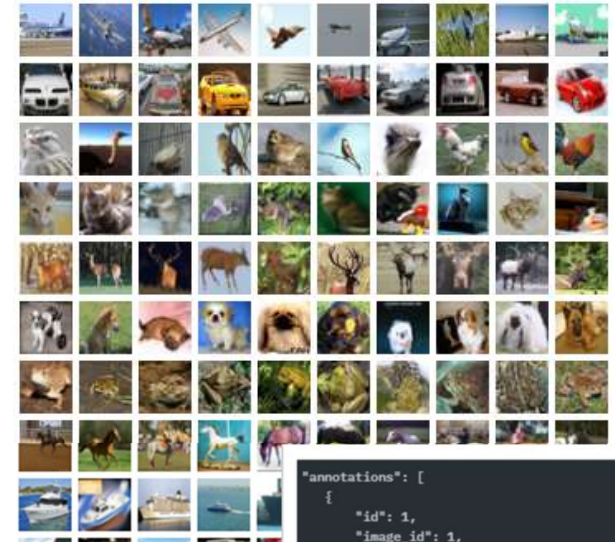 "annotations": [
{
"id": 1,
"image_id": 1,